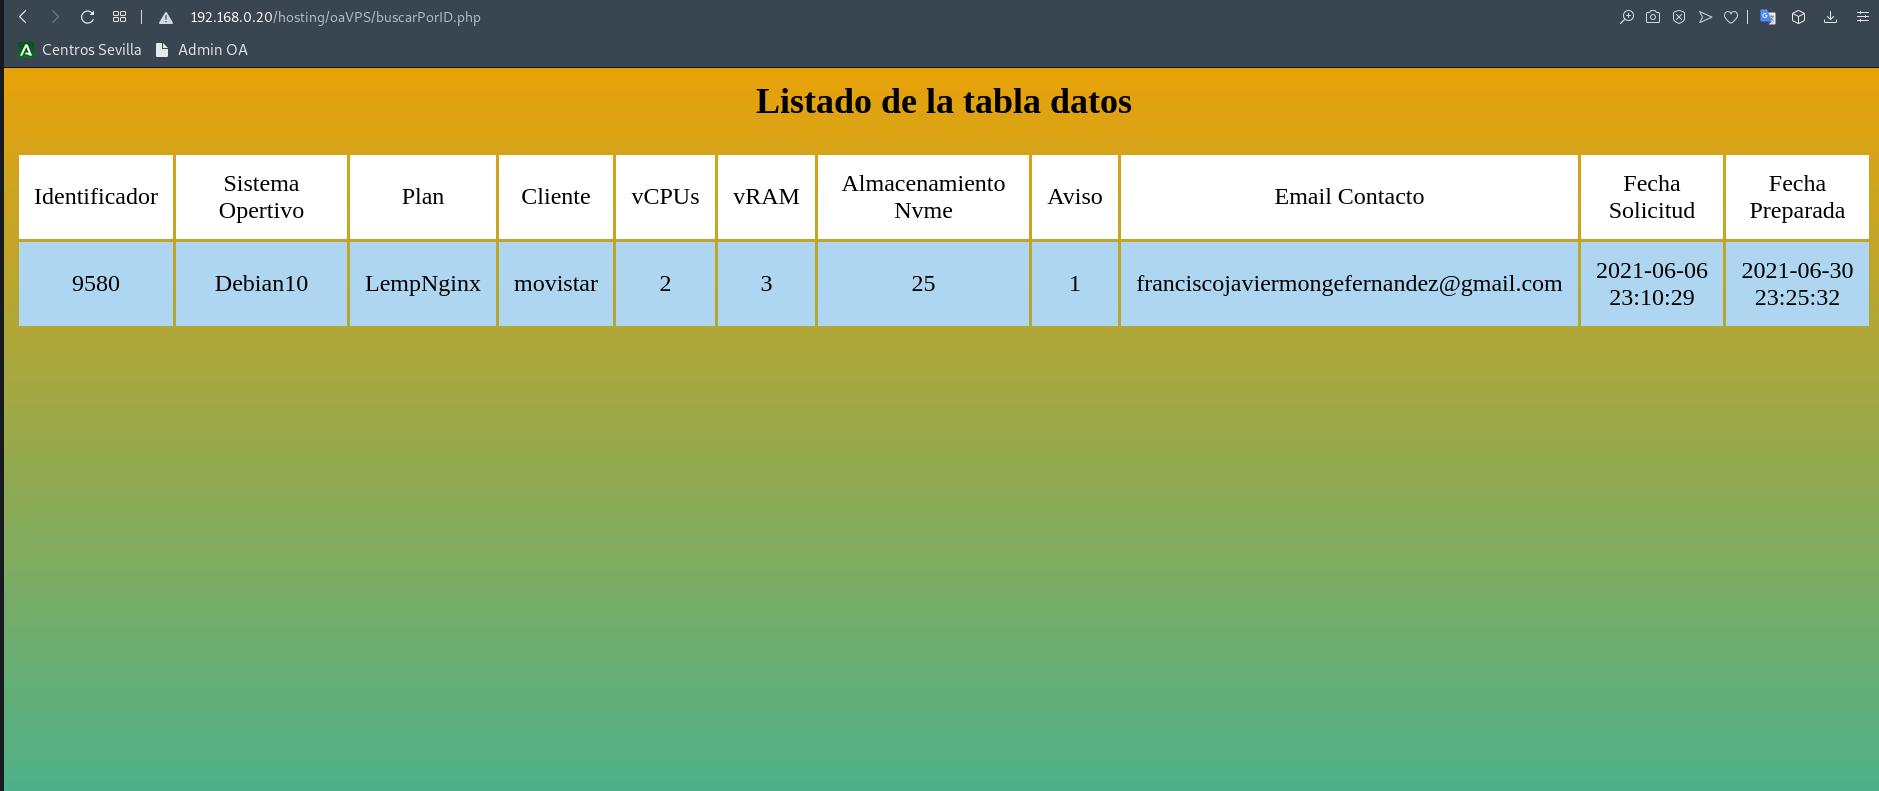 192.168.0.20/hosting/oaVPS/buscarPorID.php
Centros Sevilla Admin OA
Listado de la tabla datos
Identificador Sistema Opertivo Plan Cliente vCPUs vRAM Almacenamiento Nvme Aviso Email Contacto Fecha Solicitud Fecha Preparada
9580 Debian10 LempNginx movistar 2 3 25 1 franciscojaviermongefernandez@gmail.com 2021-06-06 23:10:29 2021-06-30 23:25:32